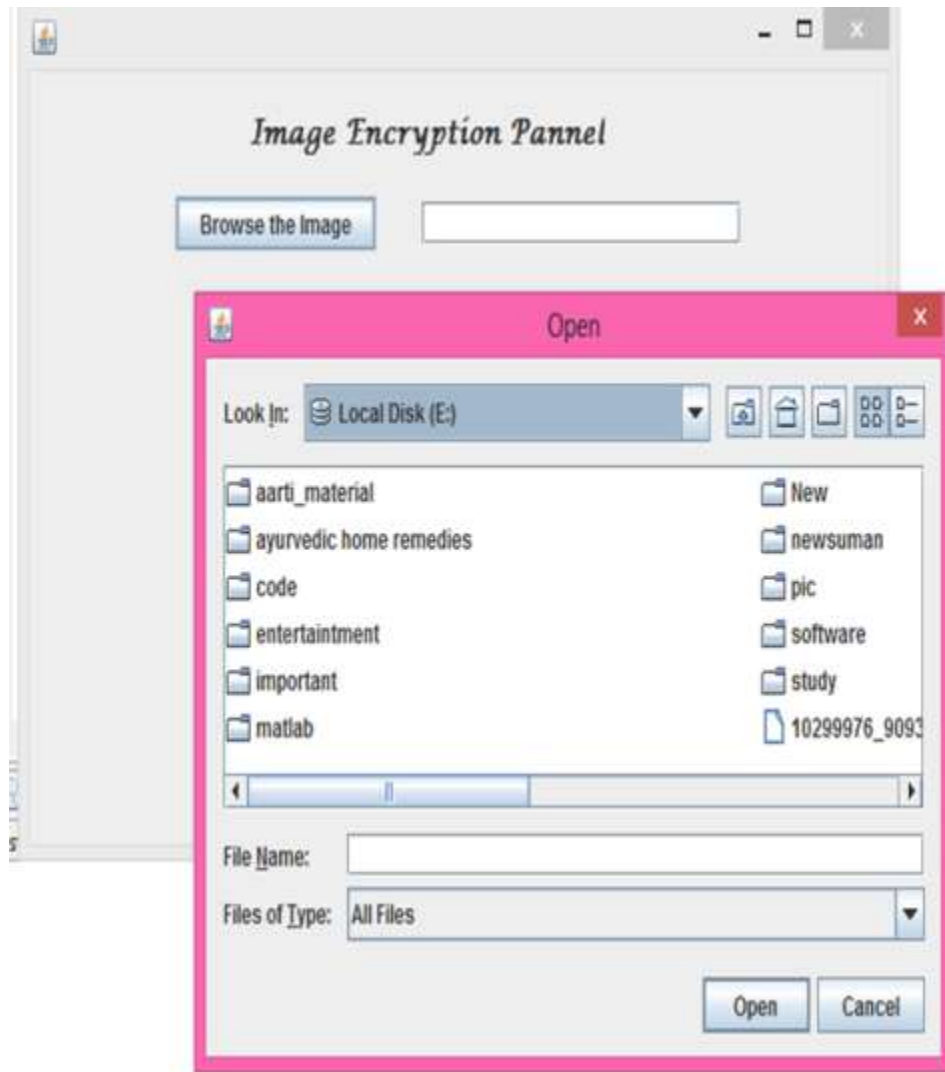 Image Encryption Pannel
Browse the Image
Open
Look In: Local Disk (E:)
aarti_material
ayurvedic home remedies
code
entertaintment
important
matlab
New
newsuman
pic
software
study
10299976_9093
File Name:
Files of Type: All Files
Open Cancel